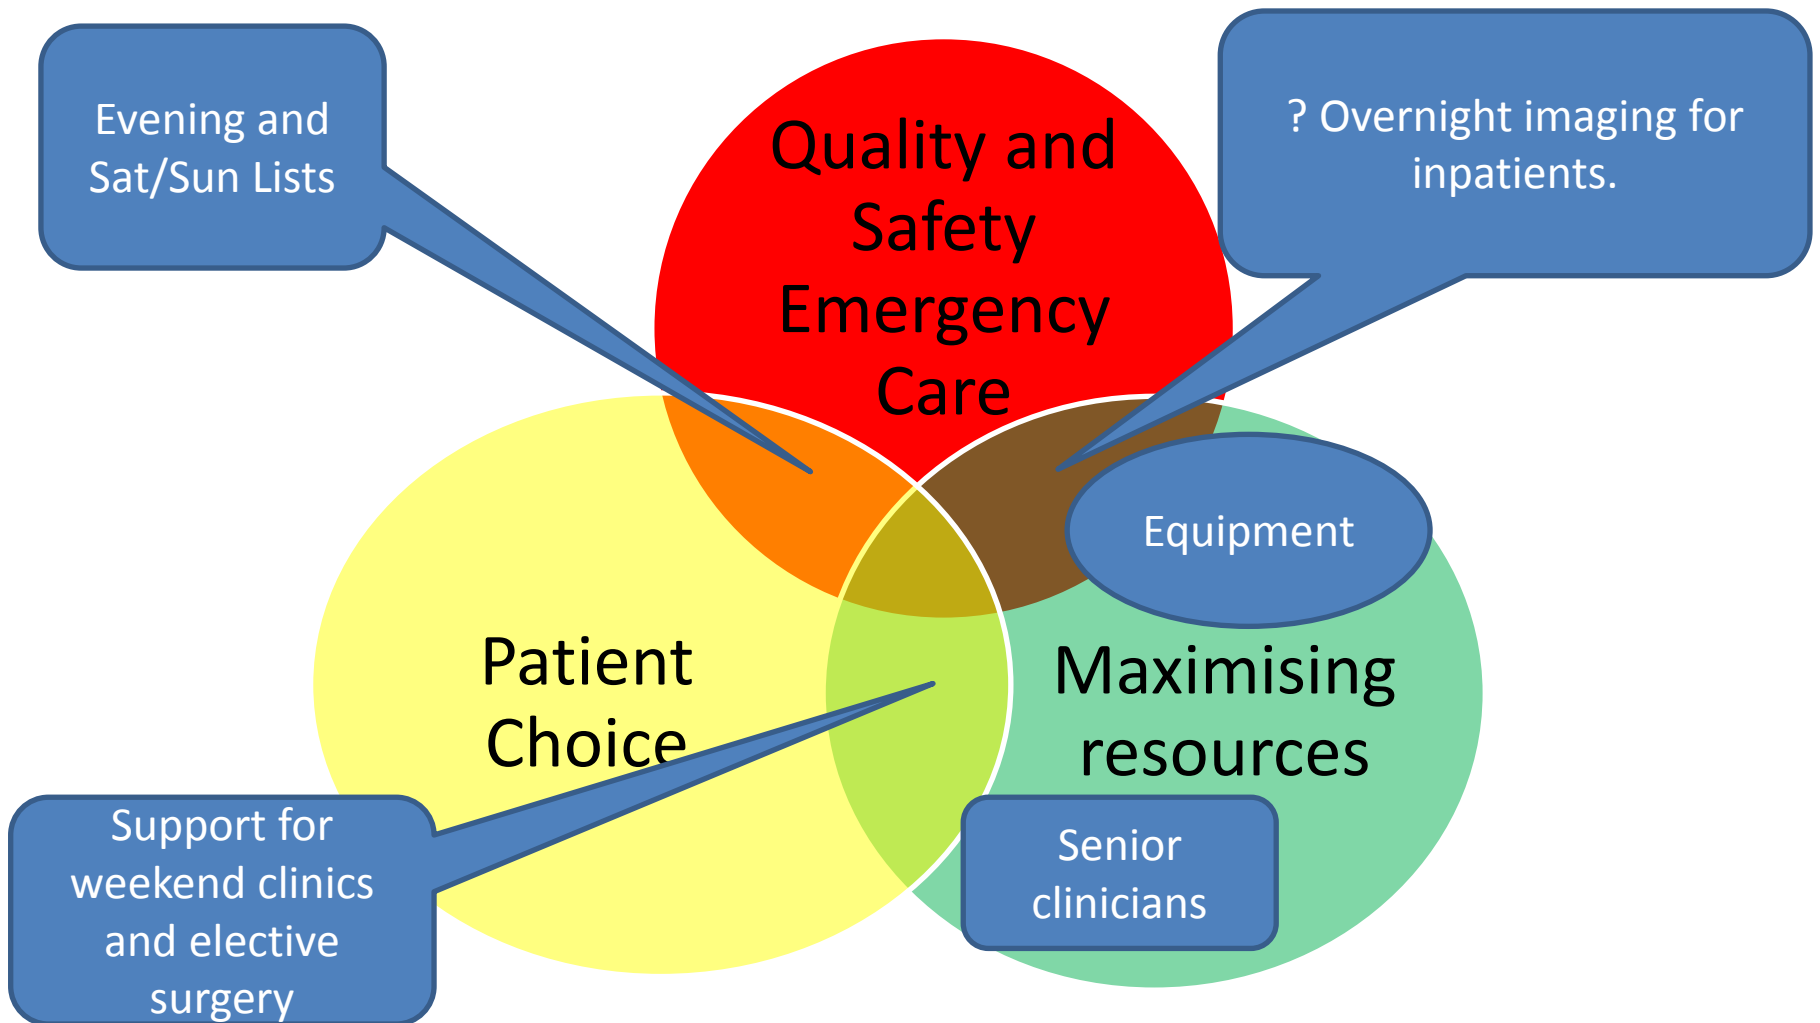 Evening and
Sat/Sun Lists
Quality and
Safety
Emergency
Care
? Overnight imaging for
inpatients.
Equipment
Patient
Choice
Maximising
resources
Support for
weekend clinics
and elective
surgery
Senior
clinicians